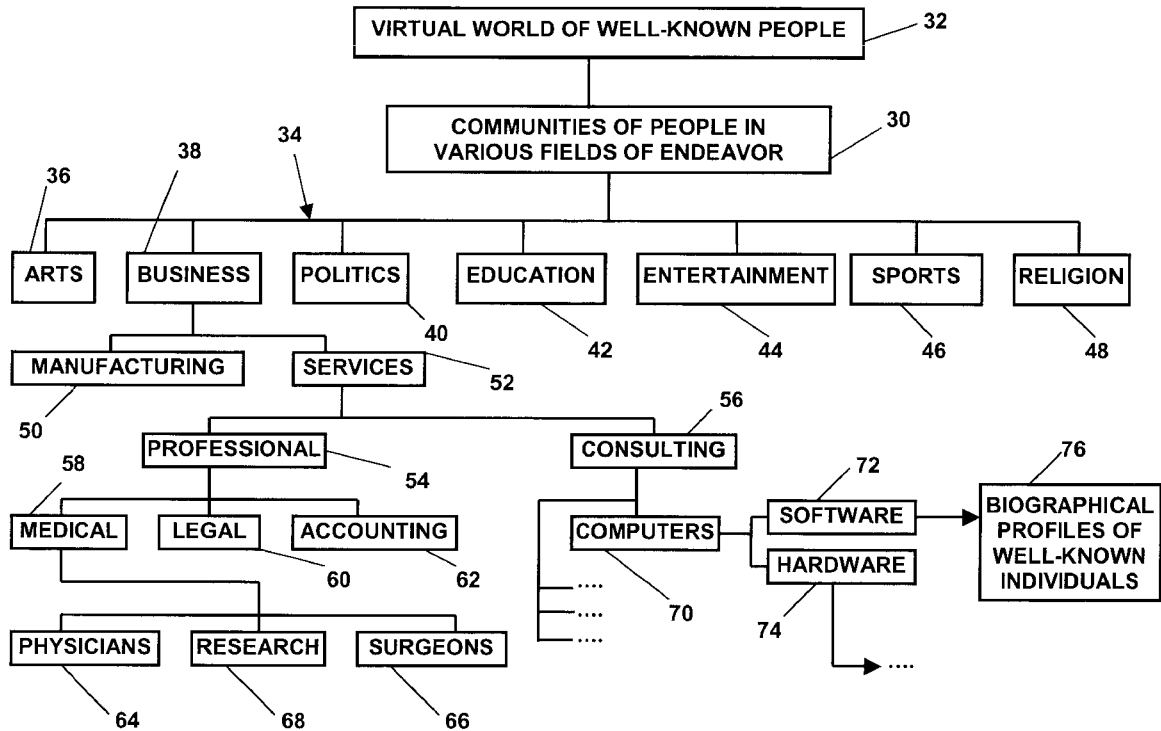 VIRTUAL WORLD OF WELL-KNOWN PEOPLE
32
COMMUNITIES OF PEOPLE IN
VARIOUS FIELDS OF ENDEAVOR
30
34
36
38
ARTS
BUSINESS
POLITICS
EDUCATION
ENTERTAINMENT
SPORTS
RELIGION
40
42
44
46
48
MANUFACTURING
SERVICES
52
50
56
PROFESSIONAL
CONSULTING
58
54
72
76
MEDICAL
LEGAL
ACCOUNTING
COMPUTERS
SOFTWARE
HARDWARE
BIOGRAPHICAL
PROFILES OF
WELL-KNOWN
INDIVIDUALS
60
62
70
74
....
....
....
PHYSICIANS
RESEARCH
SURGEONS
....
64
68
66